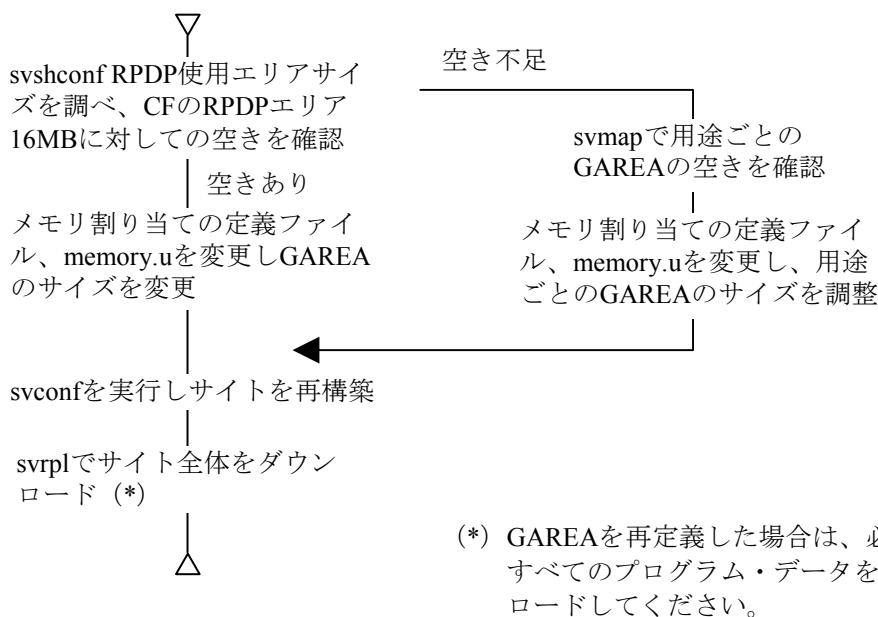 svshconf RPDP使用エリアサイ
ズを調べ、CFのRPDPエリア
16MBに対しての空きを確認
空き不足
svmapで用途ごとの
GAREAの空きを確認
空きあり
メモリ割り当ての定義ファイ
ル、memory.uを変更しGAREA
のサイズを変更
メモリ割り当ての定義ファイ
ル、memory.uを変更し、用途
ごとのGAREAのサイズを調整
svconfを実行しサイトを再構築
svrplでサイト全体をダウン
ロード（*）
（*）GAREAを再定義した場合は、
すべてのプログラム・データを
ロードしてください。